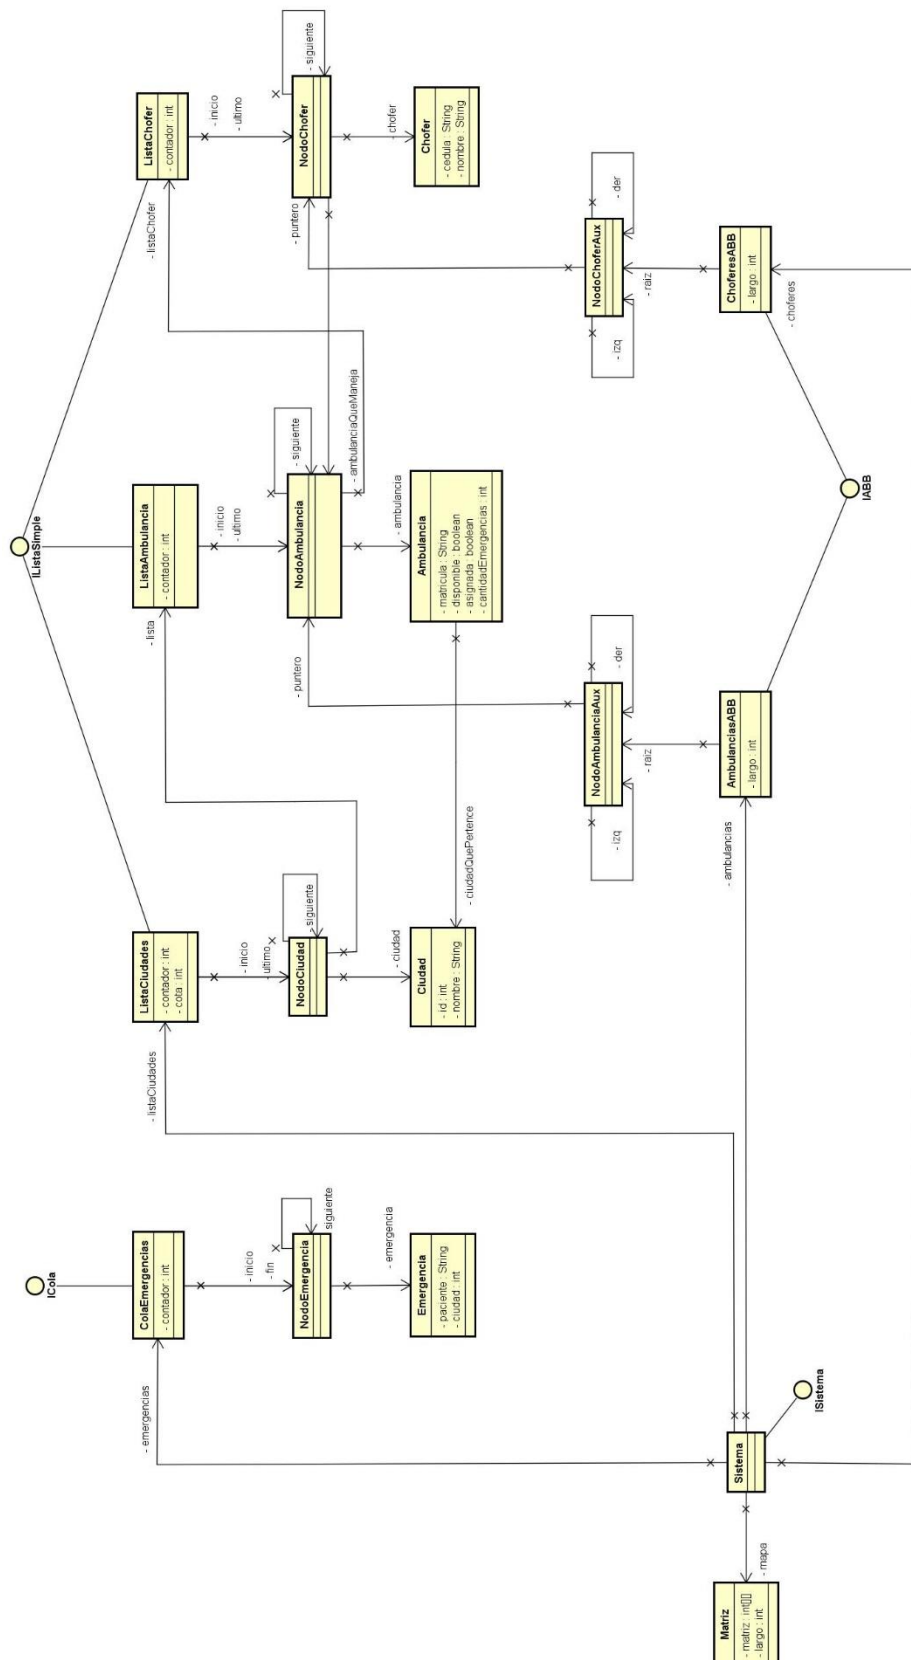 ICola
IListaSimple
- emergencias
ColaEmergencias
- contador : int
- inicio
- fin
NodoEmergencia
siguiente
- emergencia
Emergencia
- paciente : String
- ciudad : int
- listaCiudades
ListaCiudades
- contador : int
- cota : int
- inicio
- ultimo
NodoCiudad
- siguiente
- ciudad
Ciudad
- id : int
- nombre : String
- lista
ListaAmbulancia
- contador : int
- inicio
- ultimo
NodoAmbulancia
- siguiente
- ambulanciaQueManeja
- ambulancia
Ambulancia
- matricula : String
- disponible : boolean
- asignada : boolean
- cantidadEmergencias : int
- ciudadQuePertence
- listaChofer
ListaChofer
- contador : int
- inicio
- ultimo
NodoChofer
- siguiente
- chofer
Chofer
- cedula : String
- nombre : String
- puntero
- puntero
NodoAmbulanciaAux
- izq
- der
- raiz
NodoChoferAux
- izq
- der
- raiz
Matriz
- matriz : int[][]
- largo : int
- mapa
Sistema
ISistema
- ambulancias
AmbulanciasABB
- largo : int
IABB
- choferes
ChoferesABB
- largo : int